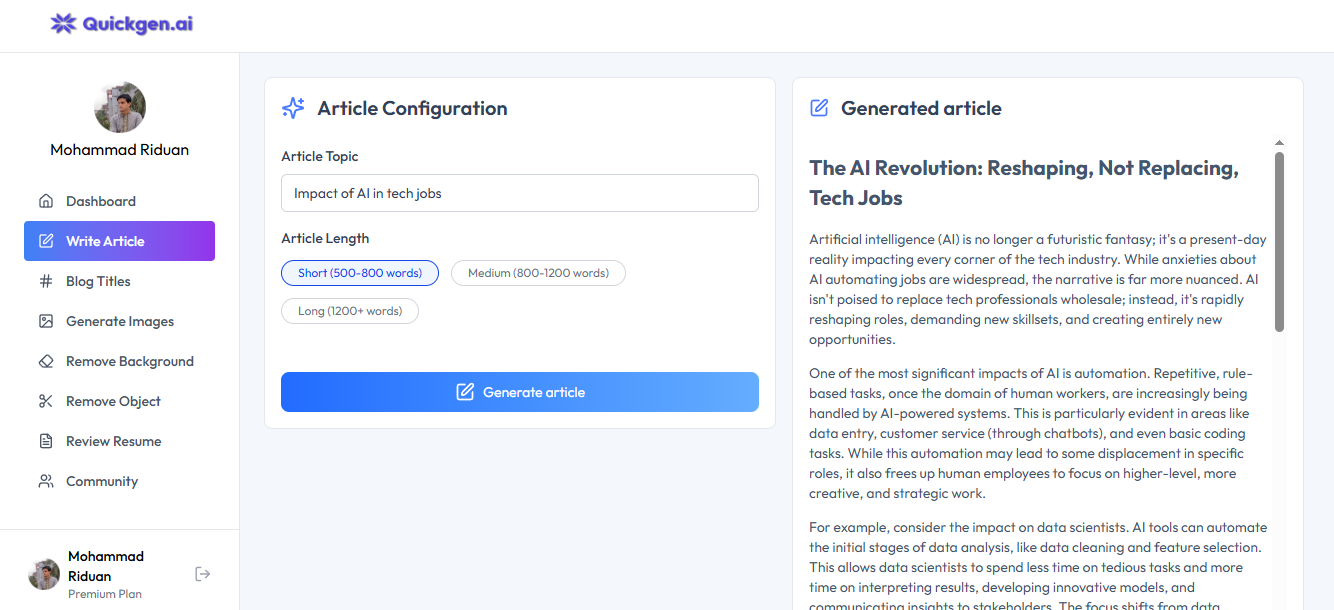 Quickgen.ai
Mohammad Riduan
Dashboard
Write Article
Blog Titles
Generate Images
Remove Background
Remove Object
Review Resume
Community
Mohammad
Riduan
Premium Plan
Article Configuration
Article Topic
Impact of AI in tech jobs
Article Length
Short (500-800 words)
Medium (800-1200 words)
Long (1200+ words)
Generate article
Generated article
The AI Revolution: Reshaping, Not Replacing,
Tech Jobs
Artificial intelligence (AI) is no longer a futuristic fantasy; it's a present-day
reality impacting every corner of the tech industry. While anxieties about
AI automating jobs are widespread, the narrative is far more nuanced. AI
isn't poised to replace tech professionals wholesale; instead, it's rapidly
reshaping roles, demanding new skillsets, and creating entirely new
opportunities.
One of the most significant impacts of AI is automation. Repetitive, rule-
based tasks, once the domain of human workers, are increasingly being
handled by AI-powered systems. This is particularly evident in areas like
data entry, customer service (through chatbots), and even basic coding
tasks. While this automation may lead to some displacement in specific
roles, it also frees up human employees to focus on higher-level, more
creative, and strategic work.
For example, consider the impact on data scientists. AI tools can automate
the initial stages of data analysis, like data cleaning and feature selection.
This allows data scientists to spend less time on tedious tasks and more
time on interpreting results, developing innovative models, and
communicating insights to stakeholders. The focus shifts from data